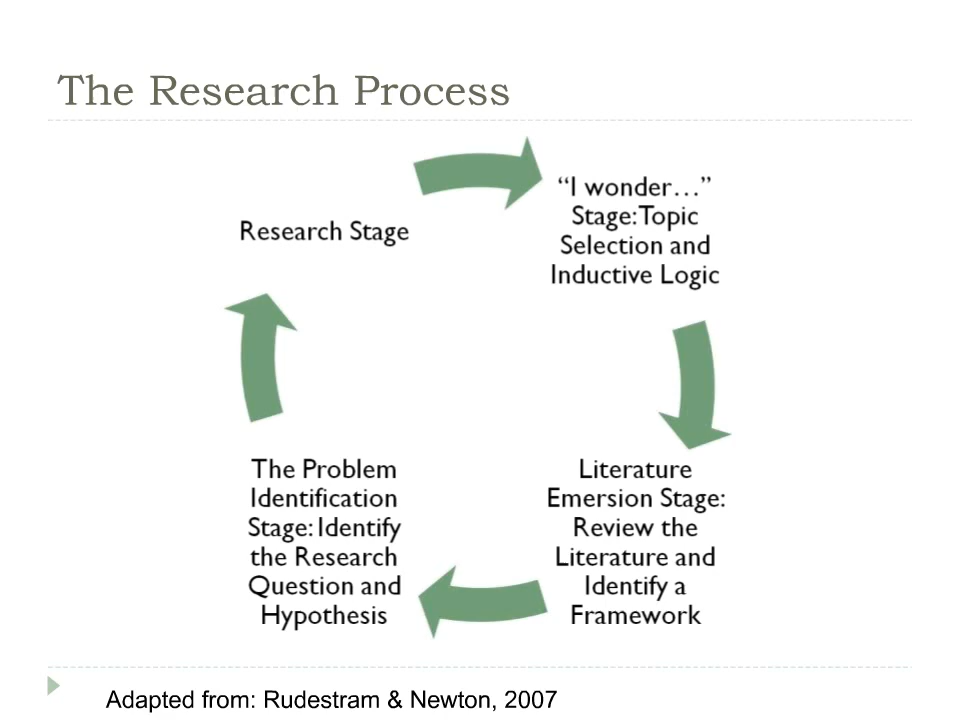 The Research Process
Research Stage
“I wonder…”
Stage: Topic
Selection and
Inductive Logic
Literature
Emersion Stage:
Review the
Literature and
Identify a
Framework
The Problem
Identification
Stage: Identify
the Research
Question and
Hypothesis
Adapted from: Rudestram & Newton, 2007